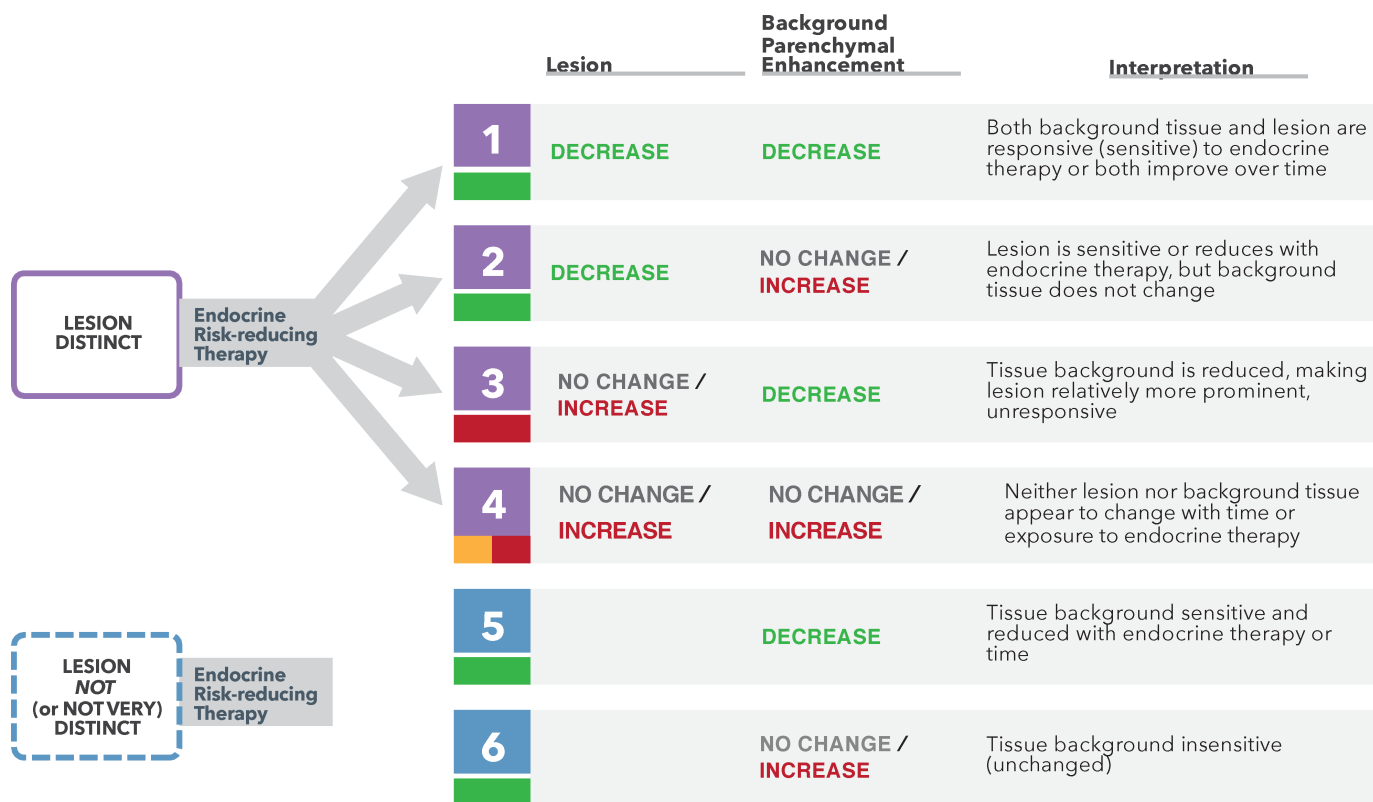 Lesion
Background
Parenchymal
Enhancement
Interpretation
LESION
DISTINCT
Endocrine
Risk-reducing
Therapy
1
DECREASE
DECREASE
Both background tissue and lesion are
responsive (sensitive) to endocrine
therapy or both improve over time
2
DECREASE
NO CHANGE /
INCREASE
Lesion is sensitive or reduces with
endocrine therapy, but background
tissue does not change
3
NO CHANGE /
INCREASE
DECREASE
Tissue background is reduced, making
lesion relatively more prominent,
unresponsive
4
NO CHANGE /
INCREASE
NO CHANGE /
INCREASE
Neither lesion nor background tissue
appear to change with time or
exposure to endocrine therapy
LESION
NOT
(or NOT VERY)
DISTINCT
Endocrine
Risk-reducing
Therapy
5
DECREASE
Tissue background sensitive and
reduced with endocrine therapy or
time
6
NO CHANGE /
INCREASE
Tissue background insensitive
(unchanged)